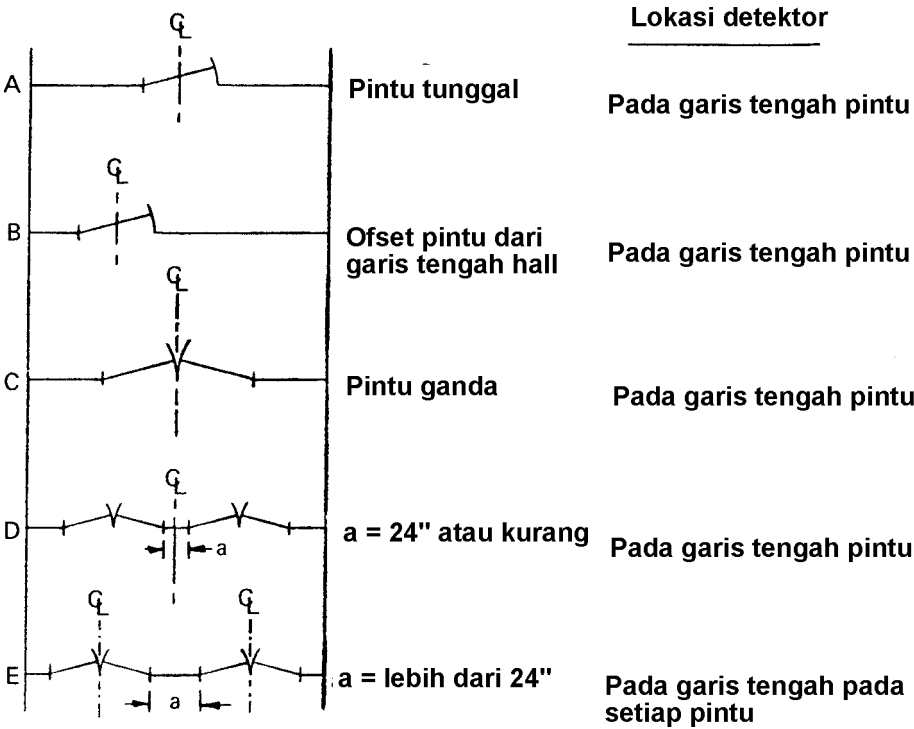 Lokasi detektor
℄
A
Pintu tunggal
Pada garis tengah pintu
℄
B
Ofset pintu dari
garis tengah hall
Pada garis tengah pintu
℄
C
Pintu ganda
Pada garis tengah pintu
℄
D
a
a = 24" atau kurang
Pada garis tengah pintu
℄
℄
E
a
a = lebih dari 24"
Pada garis tengah pada
setiap pintu